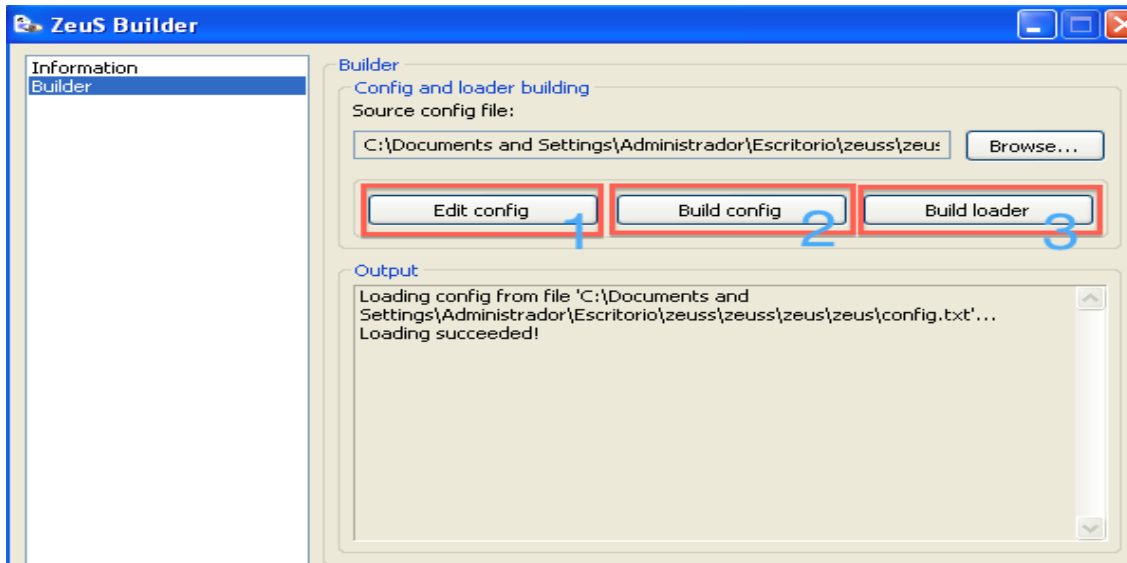 ZeuS Builder
Information
Builder
Builder
Config and loader building
Source config file:
C:\Documents and Settings\Administrador\Escritorio\zeuss\zeus
Browse...
Edit config 1 Build config 2 Build loader 3
Output
Loading config from file 'C:\Documents and
Settings\Administrador\Escritorio\zeuss\zeuss\zeus\zeus\config.txt'...
Loading succeeded!